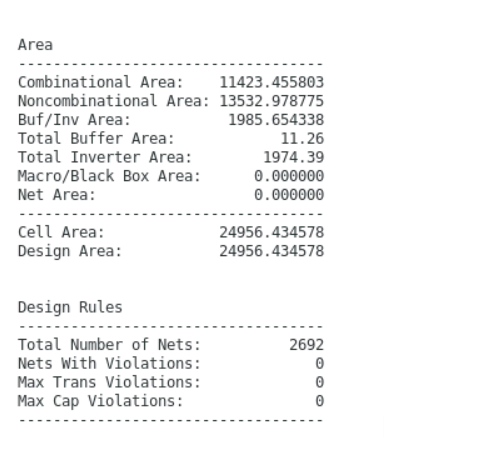 Area
-----------------------------------
Combinational Area:    11423.455803
Noncombinational Area: 13532.978775
Buf/Inv Area:           1985.654338
Total Buffer Area:            11.26
Total Inverter Area:        1974.39
Macro/Black Box Area:      0.000000
Net Area:                  0.000000
-----------------------------------
Cell Area:             24956.434578
Design Area:           24956.434578
Design Rules
-----------------------------------
Total Number of Nets:          2692
Nets With Violations:             0
Max Trans Violations:             0
Max Cap Violations:               0
-----------------------------------